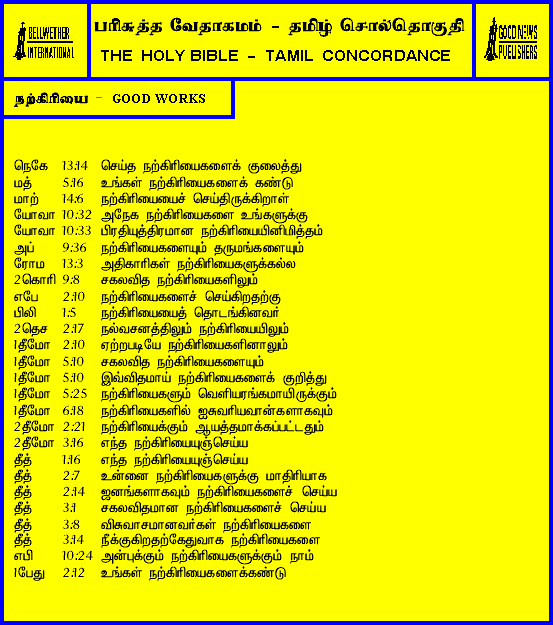 BELLWETHER
INTERNATIONAL
பரிசுத்த வேதாகமம் - தமிழ் சொல்தொகுதி
THE HOLY BIBLE - TAMIL CONCORDANCE
GOOD NEWS
PUBLISHERS
நற்கிரியை - GOOD WORKS
நெகே 13:14 செய்த நற்கிரியைகளைக் குலைத்து
மத் 5:16 உங்கள் நற்கிரியைகளைக் கண்டு
மாற் 14:6 நற்கிரியையைச் செய்திருக்கிறாள்
யோவா 10:32 அநேக நற்கிரியைகளை உங்களுக்கு
யோவா 10:33 பிரதியுத்திரமான நற்கிரியையினிமித்தம்
அப் 9:36 நற்கிரியைகளையும் தருமங்களையும்
ரோம 13:3 அதிகாரிகள் நற்கிரியைகளுக்கல்ல
2கொரி 9:8 சகலவித நற்கிரியைகளிலும்
எபே 2:10 நற்கிரியைகளைச் செய்கிறதற்கு
பிலி 1:5 நற்கிரியையைத் தொடங்கினவர்
2தெச 2:17 நல்வசனத்திலும் நற்கிரியையிலும்
1தீமோ 2:10 ஏற்றபடியே நற்கிரியைகளினாலும்
1தீமோ 5:10 சகலவித நற்கிரியைகளையும்
1தீமோ 5:10 இவ்விதமாய் நற்கிரியைகளைக் குறித்து
1தீமோ 5:25 நற்கிரியைகளும் வெளியரங்கமாயிருக்கும்
1தீமோ 6:18 நற்கிரியைகளில் ஐசுவரியவான்களாகவும்
2தீமோ 2:21 நற்கிரியைக்கும் ஆயத்தமாக்கப்பட்டதும்
2தீமோ 3:16 எந்த நற்கிரியையுஞ்செய்ய
தீத் 1:16 எந்த நற்கிரியையுஞ்செய்ய
தீத் 2:7 உன்னை நற்கிரியைகளுக்கு மாதிரியாக
தீத் 2:14 ஜனங்களாகவும் நற்கிரியைகளைச் செய்ய
தீத் 3:1 சகலவிதமான நற்கிரியைகளைச் செய்ய
தீத் 3:8 விசுவாசமானவர்கள் நற்கிரியைகளை
தீத் 3:14 நீக்குகிறதற்கேதுவாக நற்கிரியைகளை
எபி 10:24 அன்புக்கும் நற்கிரியைகளுக்கும் நாம்
1பேது 2:12 உங்கள் நற்கிரியைகளைக்கண்டு